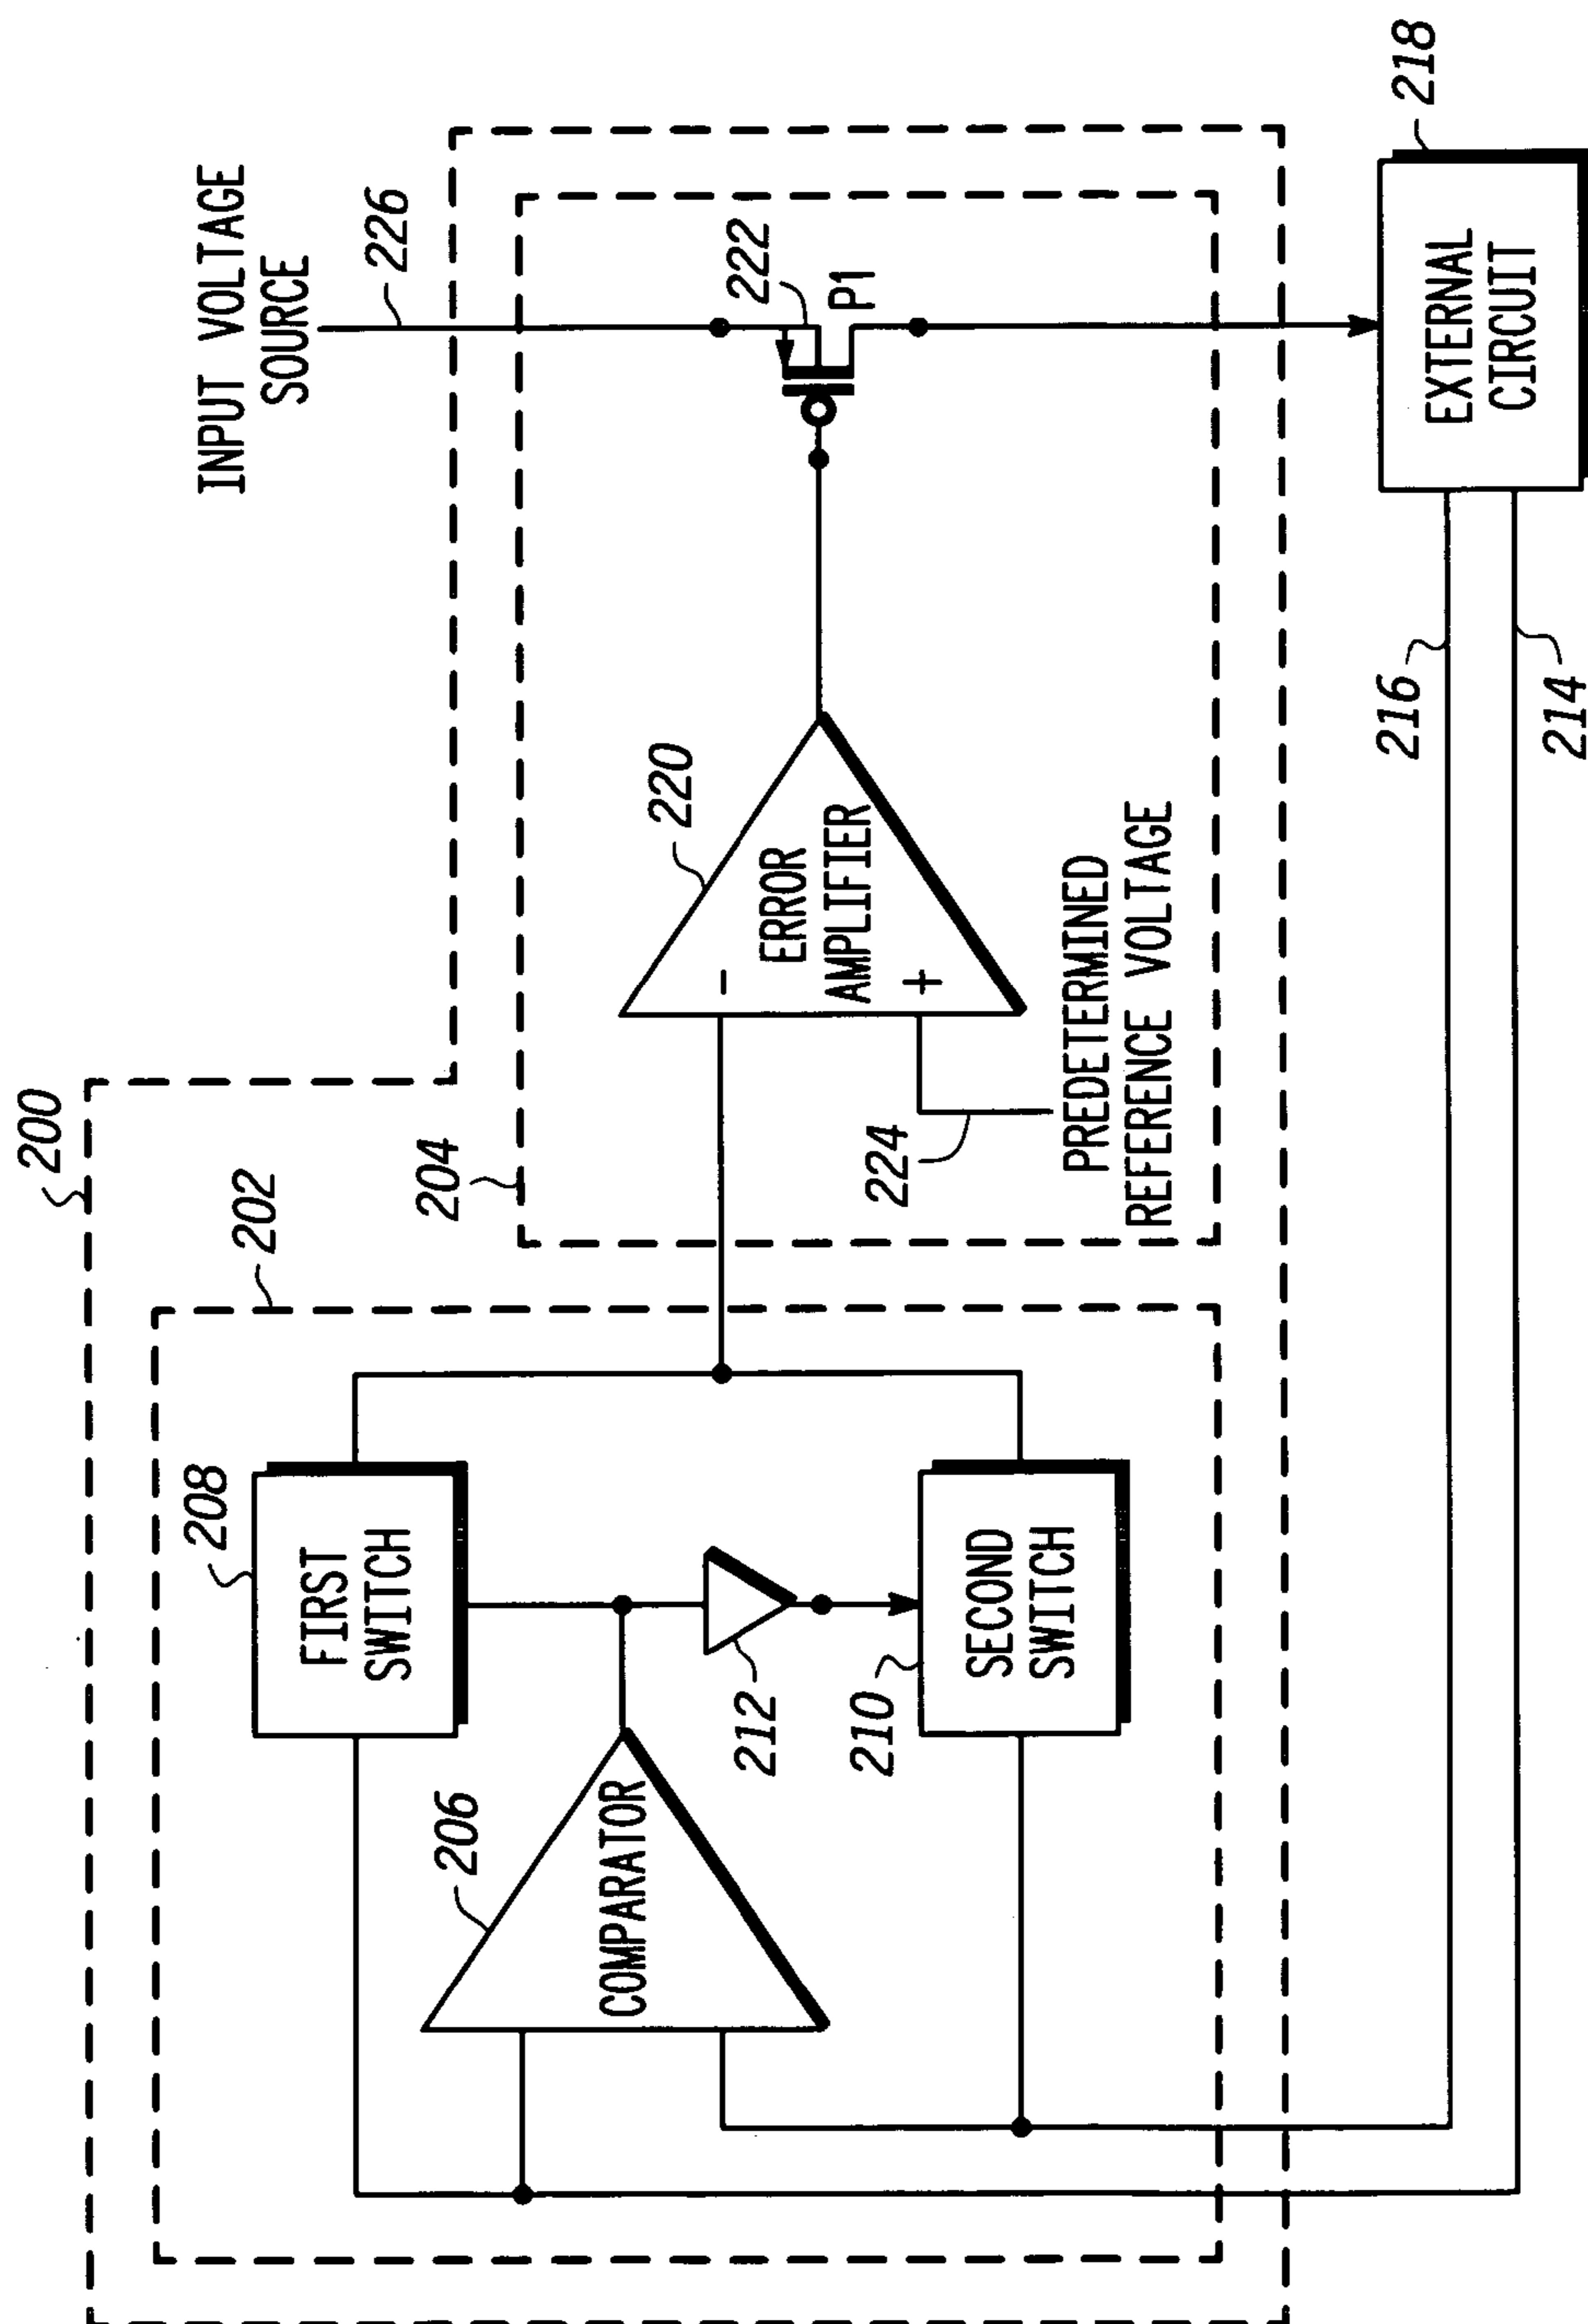 200
202
208
FIRST
SWITCH
206
COMPARATOR
212
210
SECOND
SWITCH
204
220
ERROR
AMPLIFIER
-
+
224
PREDETERMINED
REFERENCE VOLTAGE
INPUT VOLTAGE
SOURCE
226
222
P1
216
214
218
EXTERNAL
CIRCUIT